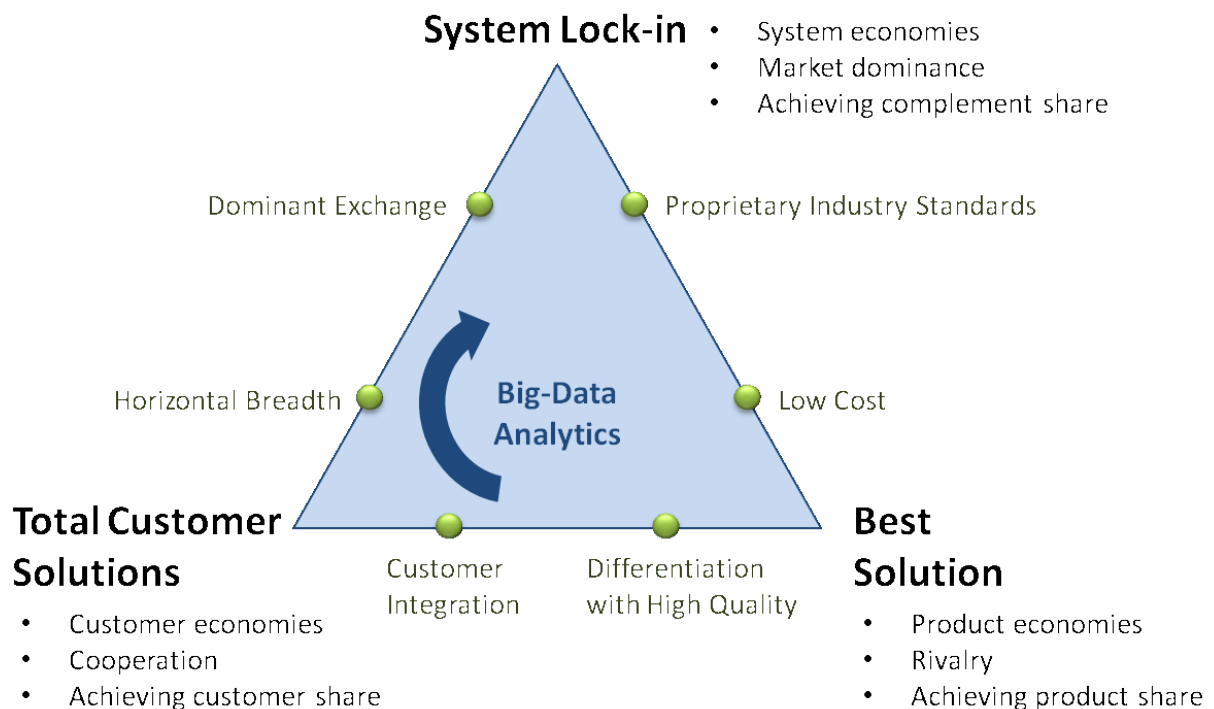 System Lock-in
• System economies
• Market dominance
• Achieving complement share
Dominant Exchange
Proprietary Industry Standards
Horizontal Breadth
Big-Data
Analytics
Low Cost
Total Customer
Solutions
• Customer economies
• Cooperation
• Achieving customer share
Customer
Integration
Differentiation
with High Quality
Best
Solution
• Product economies
• Rivalry
• Achieving product share